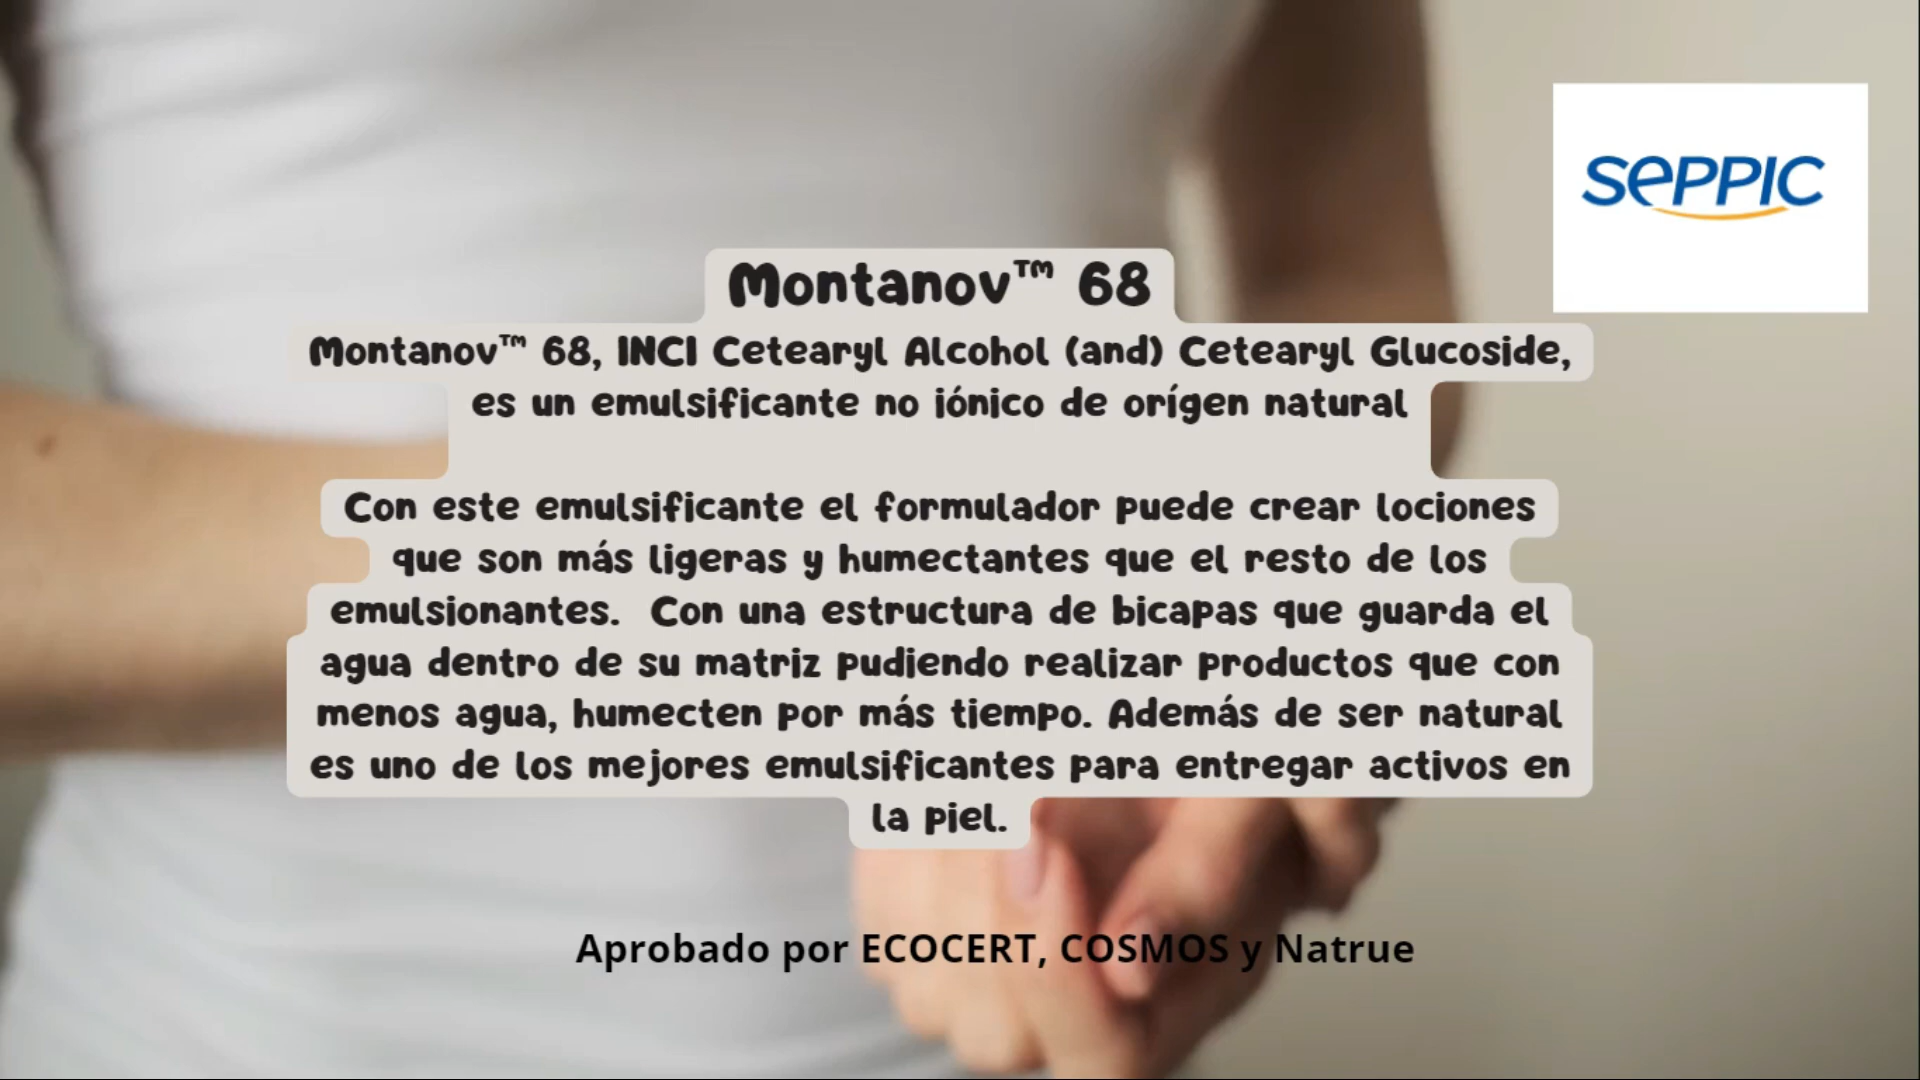 seppic
Montanov™ 68
Montanov™ 68, INCI Cetearyl Alcohol (and) Cetearyl Glucoside,
es un emulsificante no iónico de orígen natural
Con este emulsificante el formulador puede crear lociones
que son más ligeras y humectantes que el resto de los
emulsionantes. Con una estructura de bicapas que guarda el
agua dentro de su matriz pudiendo realizar productos que con
menos agua, humecten por más tiempo. Además de ser natural
es uno de los mejores emulsificantes para entregar activos en
la piel.
Aprobado por ECOCERT, COSMOS y Natrue